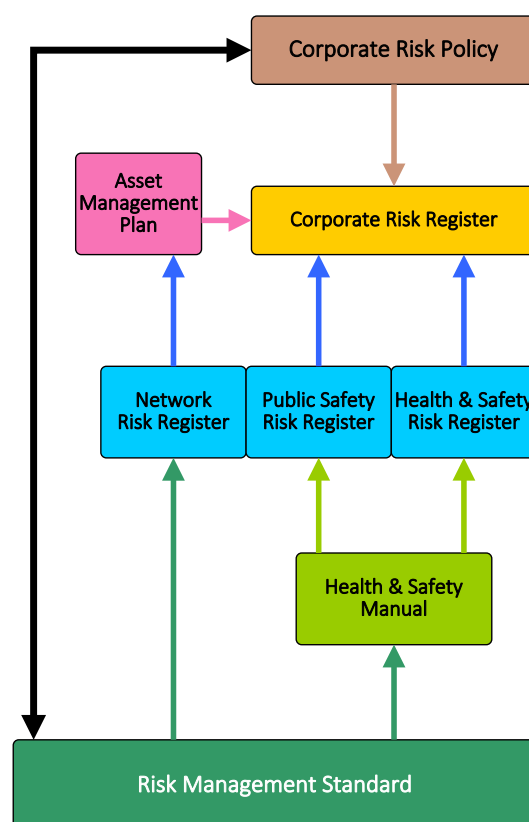 Corporate Risk Policy
Asset
Management
Plan
Corporate Risk Register
Network
Risk Register
Public Safety
Risk Register
Health & Safety
Risk Register
Health & Safety
Manual
Risk Management Standard